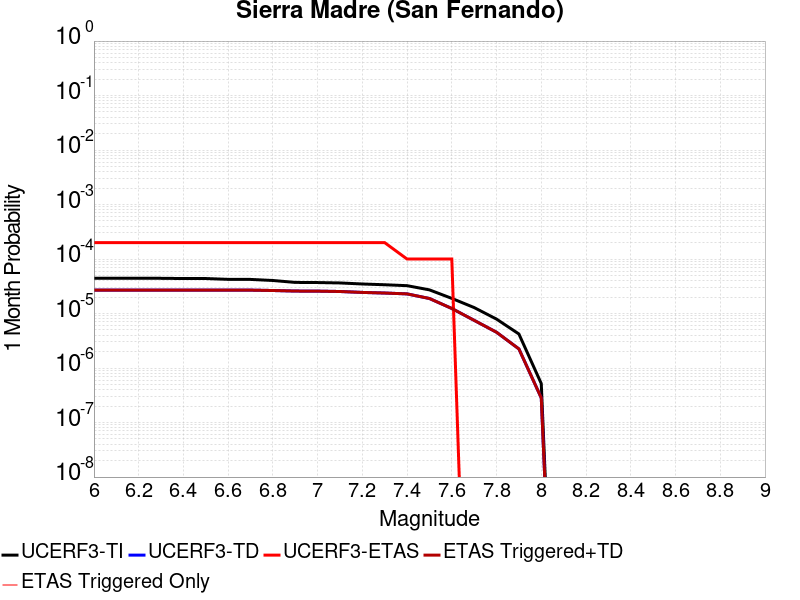 Sierra Madre (San Fernando)
10^0
10^-1
10^-2
10^-3
10^-4
10^-5
10^-6
10^-7
10^-8
1 Month Probability
6 6.2 6.4 6.6 6.8 7 7.2 7.4 7.6 7.8 8 8.2 8.4 8.6 8.8 9
Magnitude
UCERF3-TI UCERF3-TD UCERF3-ETAS ETAS Triggered+TD
ETAS Triggered Only